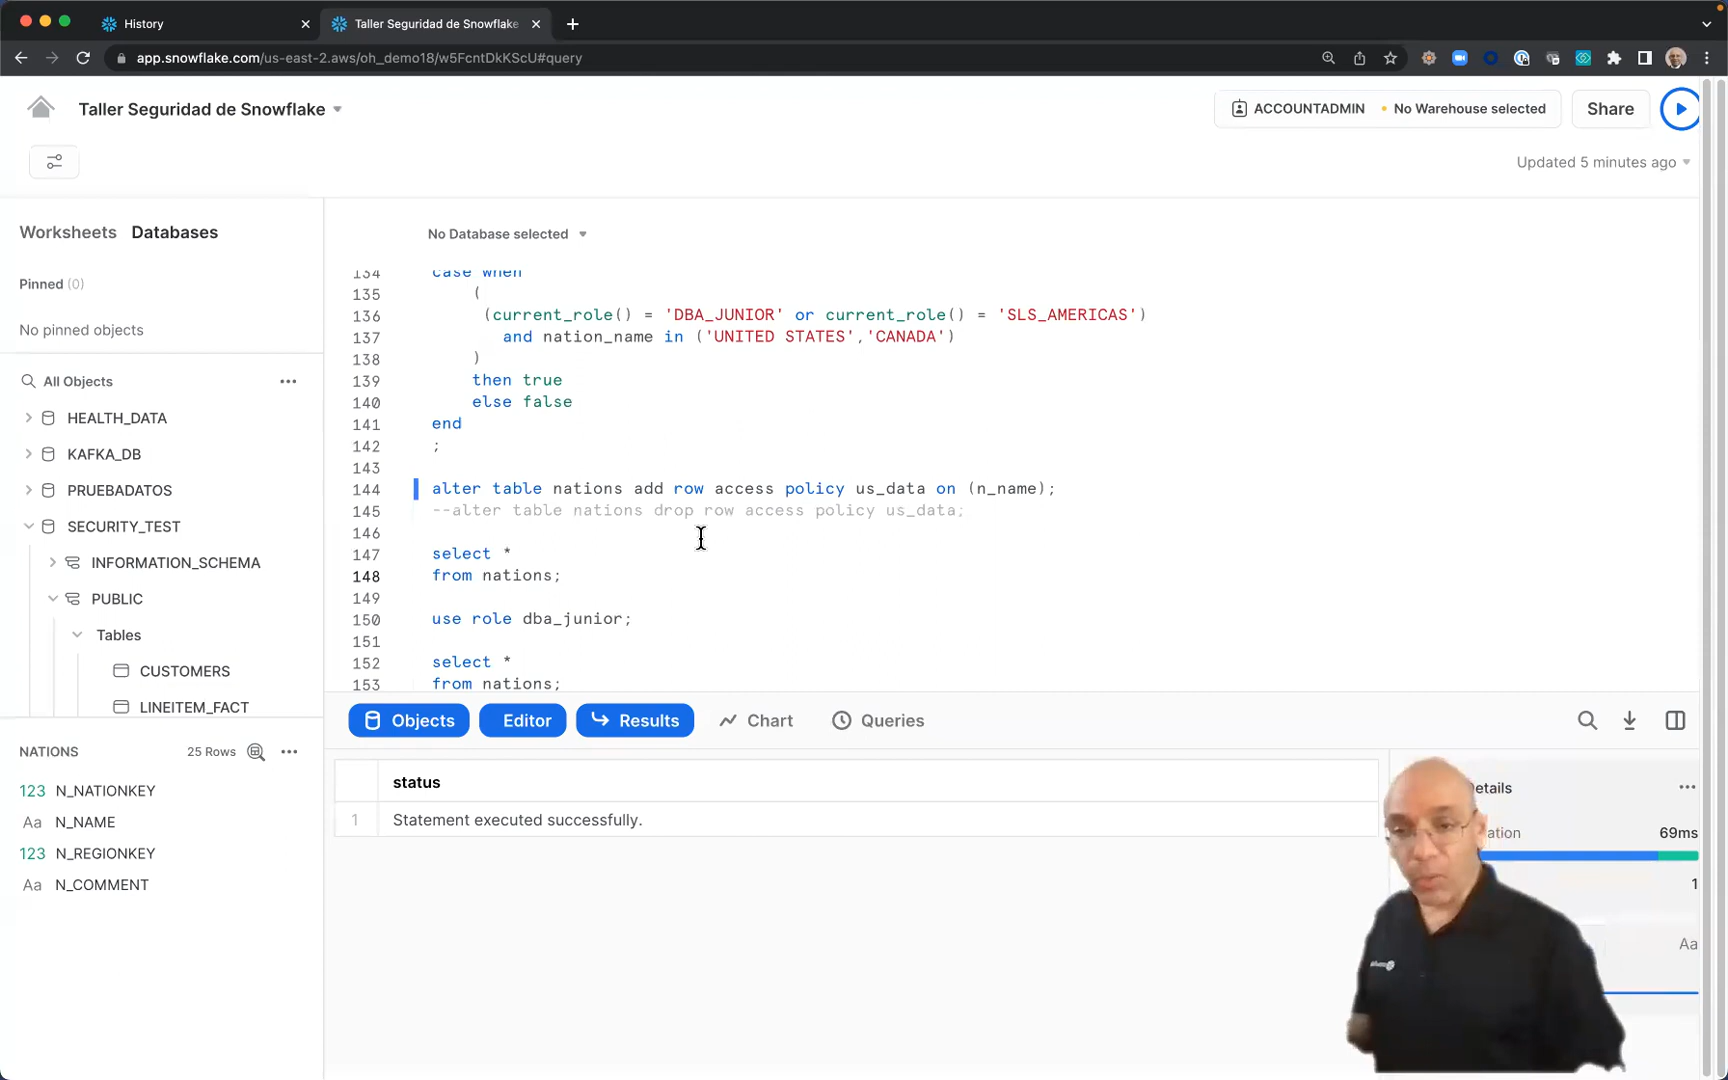 History
Taller Seguridad de Snowflake
app.snowflake.com/us-east-2.aws/oh_demo18/w5FcntDkKScU#query
Taller Seguridad de Snowflake
ACCOUNTADMIN
No Warehouse selected
Share
Updated 5 minutes ago
Worksheets
Databases
No Database selected
Pinned (0)
No pinned objects
All Objects
HEALTH_DATA
KAFKA_DB
PRUEBADATOS
SECURITY_TEST
INFORMATION_SCHEMA
PUBLIC
Tables
CUSTOMERS
LINEITEM_FACT
134 case when
135 (
136 (current_role() = 'DBA_JUNIOR' or current_role() = 'SLS_AMERICAS')
137 and nation_name in ('UNITED STATES','CANADA')
138 )
139 then true
140 else false
141 end
142 ;
143
144 alter table nations add row access policy us_data on (n_name);
145 --alter table nations drop row access policy us_data;
146
147 select *
148 from nations;
149
150 use role dba_junior;
151
152 select *
153 from nations;
Objects
Editor
Results
Chart
Queries
NATIONS
25 Rows
123 N_NATIONKEY
Aa N_NAME
123 N_REGIONKEY
Aa N_COMMENT
status
1 Statement executed successfully.
etails
ation
69ms
1
Aa